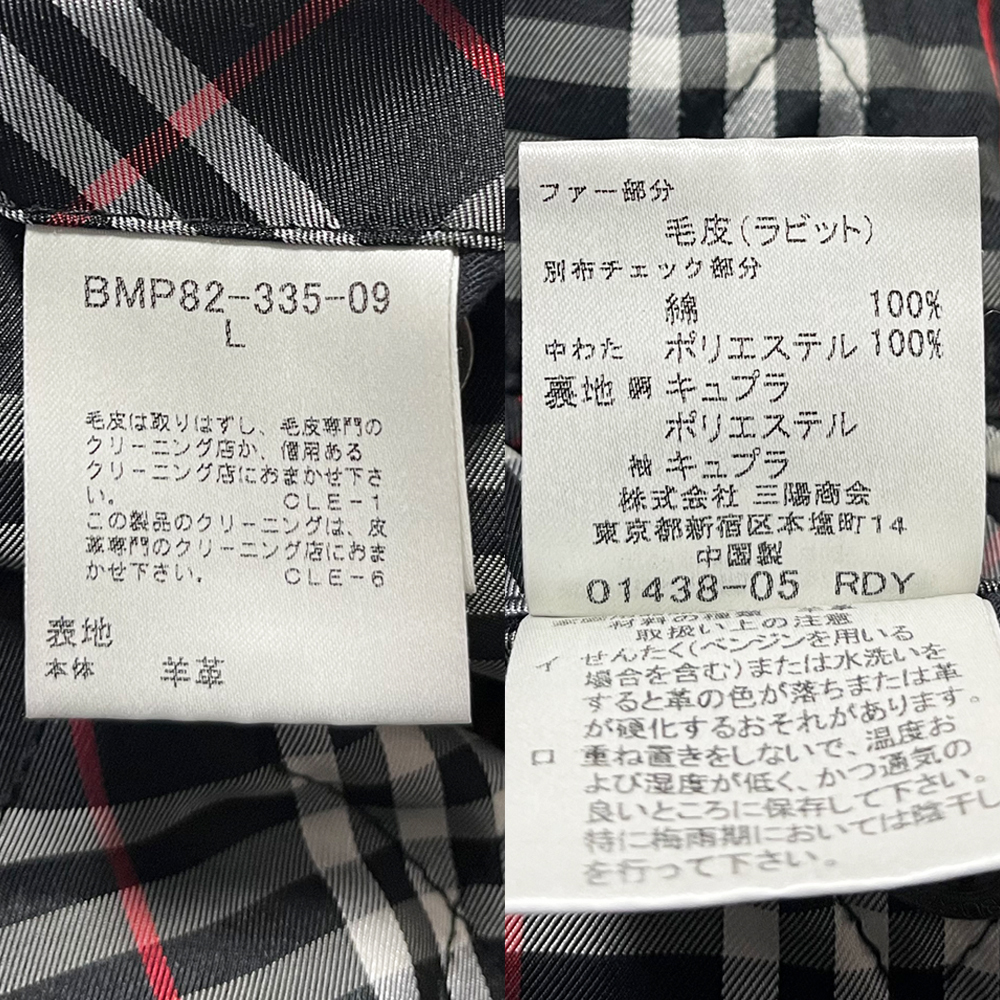 BMP82-335-09
L
毛皮は取りはずし、毛皮専門の
クリーニング店か、信用ある
クリーニング店におまかせ下さ
い。 CLE-1
この製品のクリーニングは、皮
革専門のクリーニング店におま
かせ下さい。 CLE-6
表地
本体 羊革
ファー部分
毛皮(ラビット)
別布チェック部分
綿 100%
中わた ポリエステル 100%
裏地 胴 キュプラ
ポリエステル
袖 キュプラ
株式会社 三陽商会
東京都新宿区本塩町14
中国製
01438-05 RDY
材料の種類 羊革
取扱い上の注意
イ せんたく(ベンジンを用いる
場合を含む)または水洗いを
すると革の色が落ちまたは革
が硬化するおそれがあります。
ロ 重ね置きをしないで、温度お
よび湿度が低く、かつ通気の
良いところに保存して下さい。
特に梅雨期においては陰干し
を行って下さい。